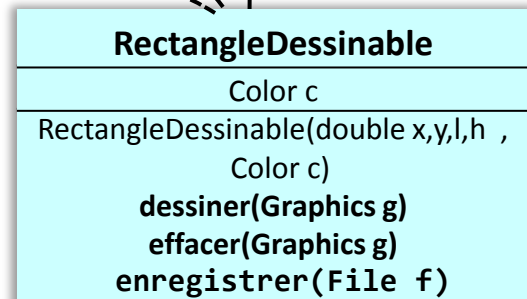 RectangleDessinable
Color c
RectangleDessinable(double x,y,l,h ,
Color c)
dessiner(Graphics g)
effacer(Graphics g)
enregistrer(File f)